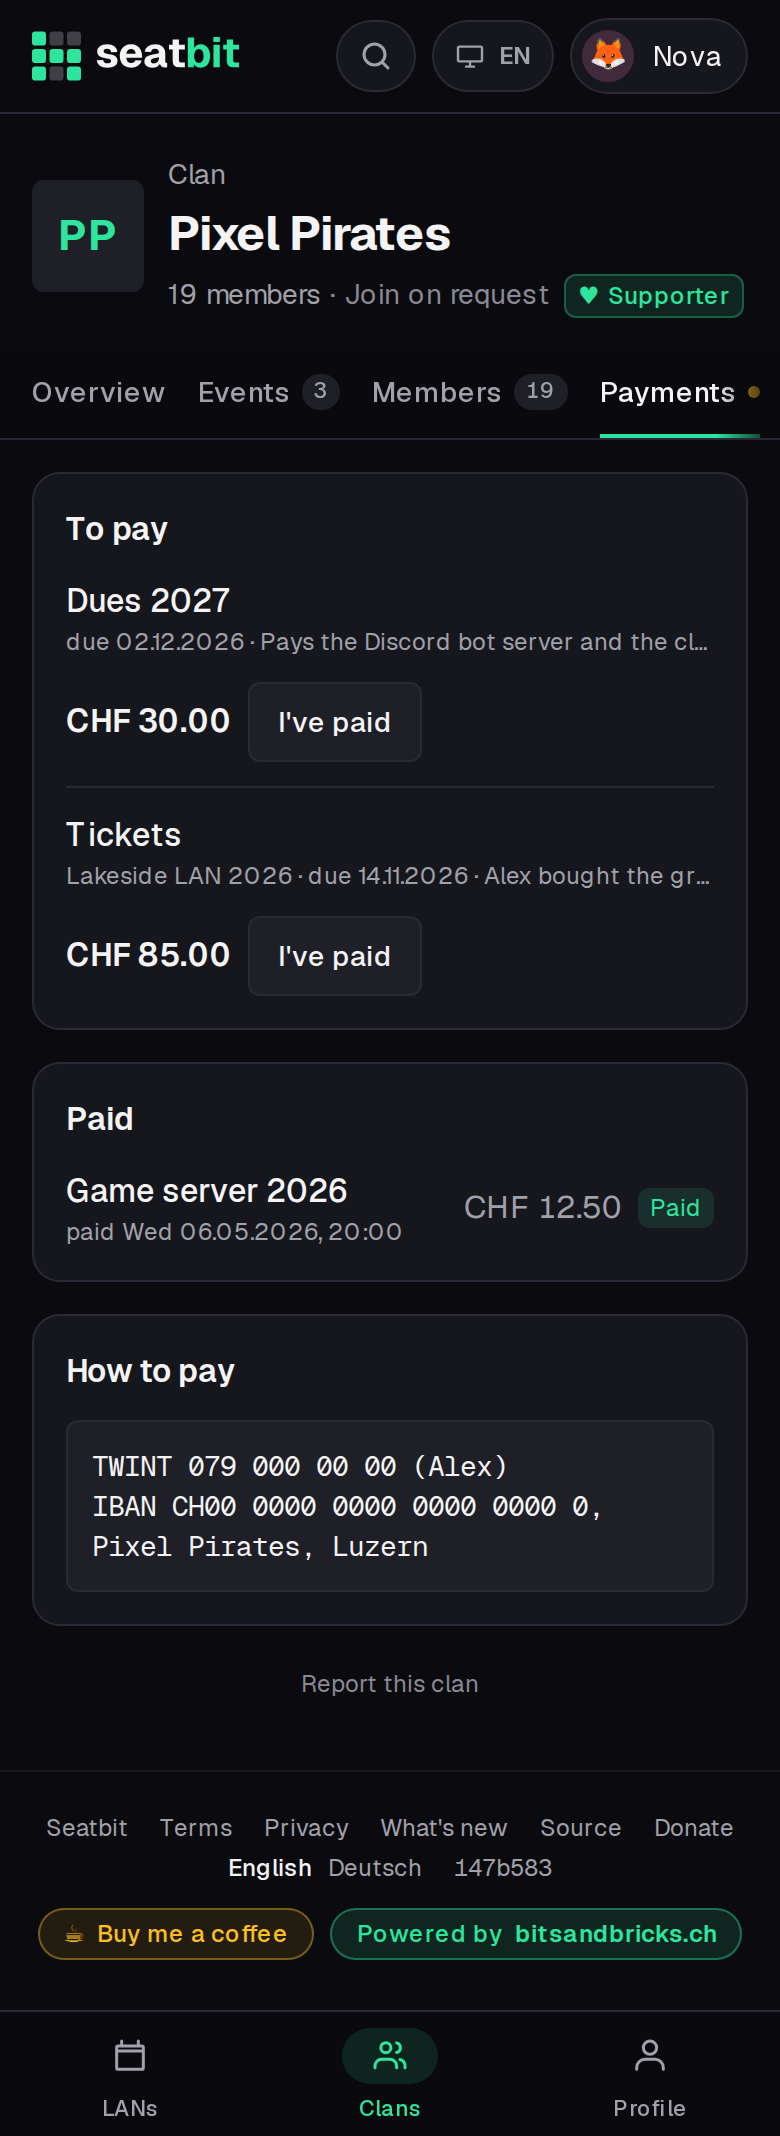 seatbit
EN
Nova
Clan
PP
Pixel Pirates
19 members · Join on request
♥ Supporter
Overview
Events 3
Members 19
Payments
To pay
Dues 2027
due 02.12.2026 · Pays the Discord bot server and the cl…
CHF 30.00
I've paid
Tickets
Lakeside LAN 2026 · due 14.11.2026 · Alex bought the gr…
CHF 85.00
I've paid
Paid
Game server 2026
paid Wed 06.05.2026, 20:00
CHF 12.50
Paid
How to pay
TWINT 079 000 00 00 (Alex)
IBAN CH00 0000 0000 0000 0000 0,
Pixel Pirates, Luzern
Report this clan
Seatbit Terms Privacy What's new Source Donate
English Deutsch 147b583
☕ Buy me a coffee
Powered by bitsandbricks.ch
LANs
Clans
Profile